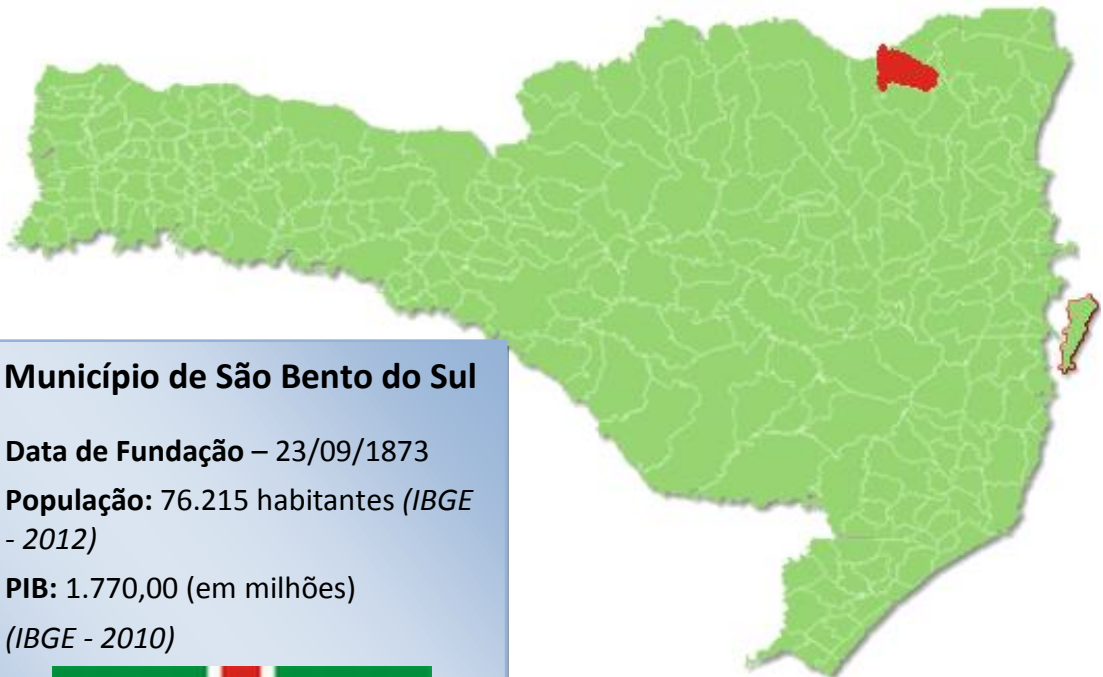 Município de São Bento do Sul
Data de Fundação – 23/09/1873
População: 76.215 habitantes (IBGE
- 2012)
PIB: 1.770,00 (em milhões)
(IBGE - 2010)